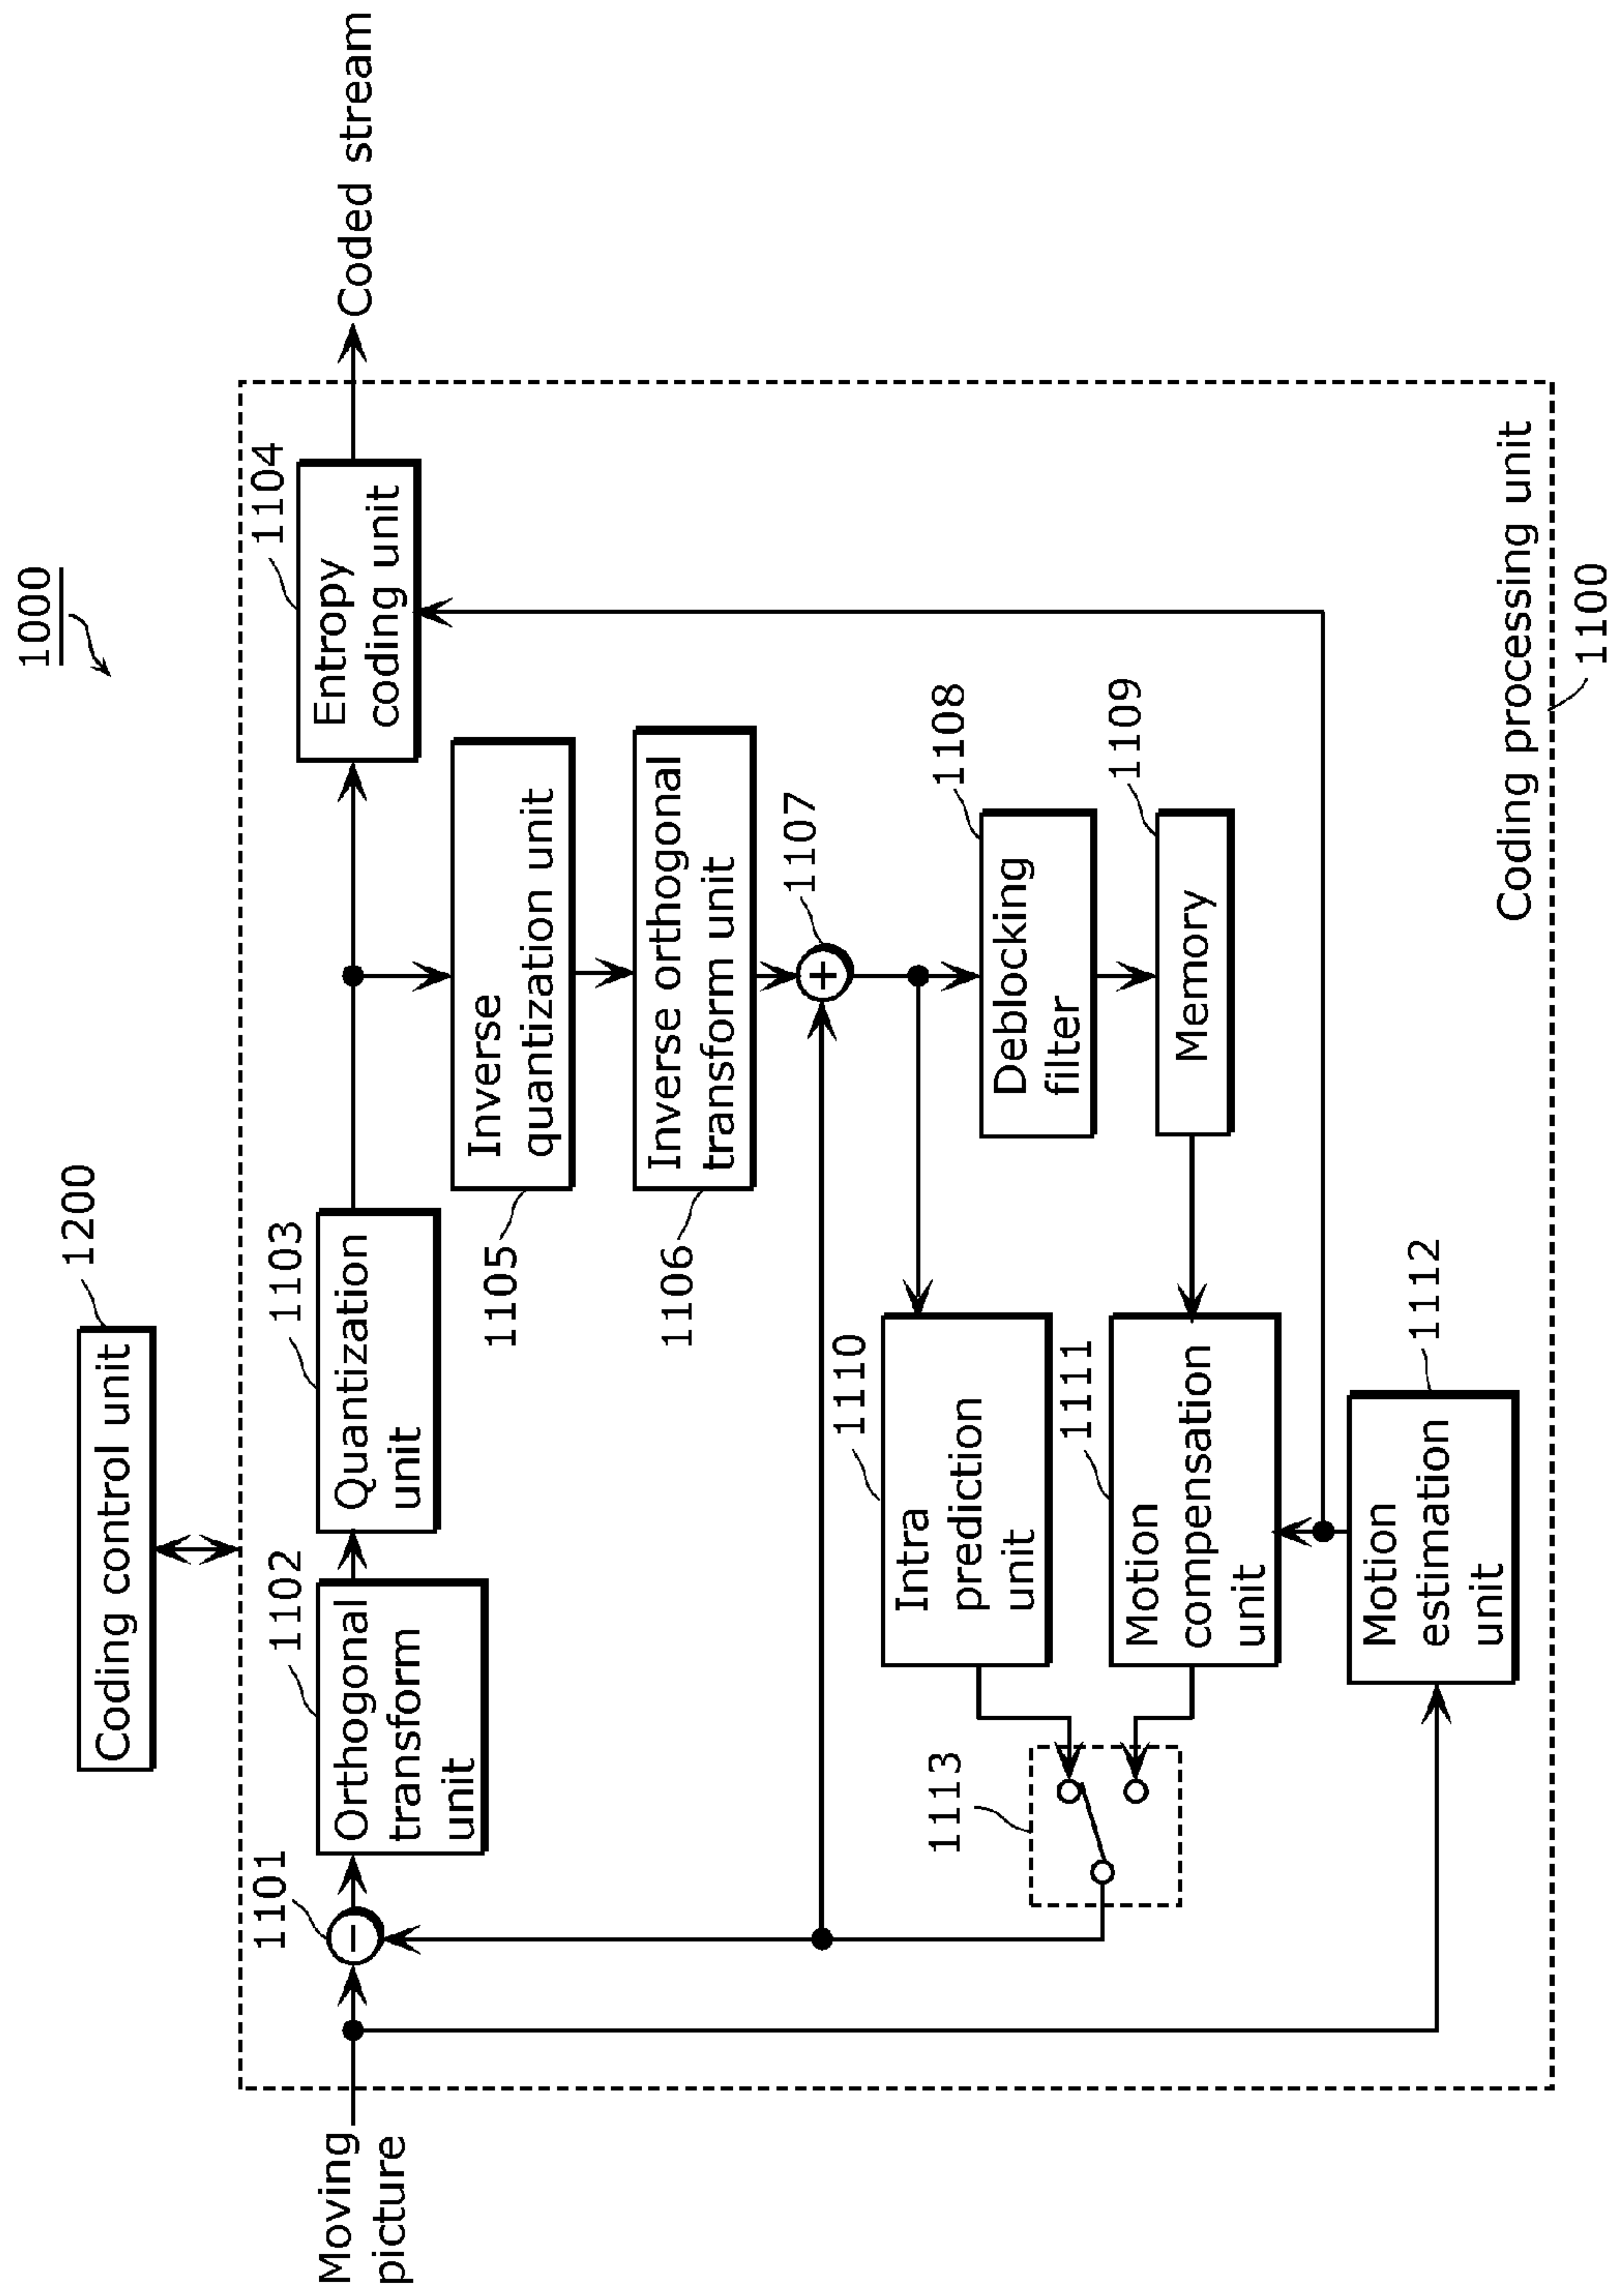 1000
Coding control unit
1200
Moving
picture
1101
1102
Orthogonal
transform
unit
1103
Quantization
unit
1104
Entropy
coding unit
Coded stream
Inverse
quantization unit
1105
Inverse orthogonal
transform unit
1106
1107
1108
Deblocking
filter
1109
Memory
1110
Intra
prediction
unit
1111
Motion
compensation
unit
1112
Motion
estimation
unit
1113
Coding processing unit
1100